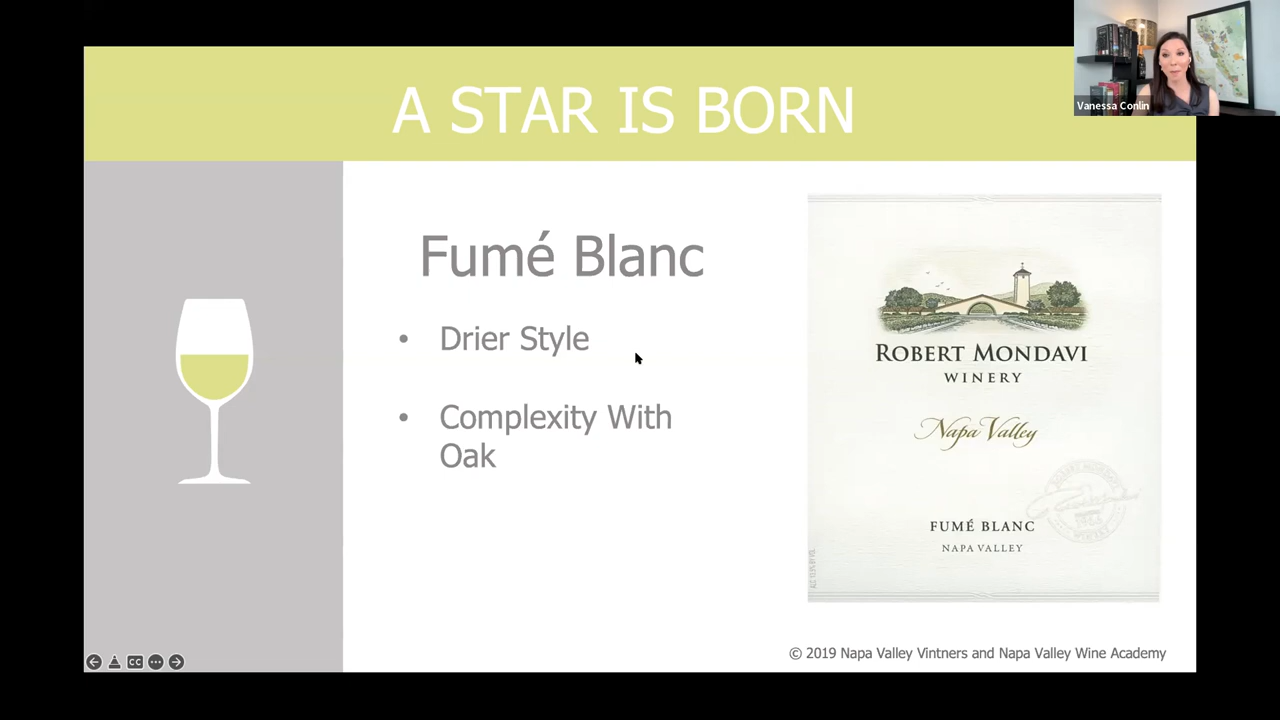 A STAR IS BORN
Vanessa Conlin
Fumé Blanc
• Drier Style
• Complexity With
Oak
ROBERT MONDAVI
WINERY
Napa Valley
FUMÉ BLANC
NAPA VALLEY
CC
© 2019 Napa Valley Vintners and Napa Valley Wine Academy